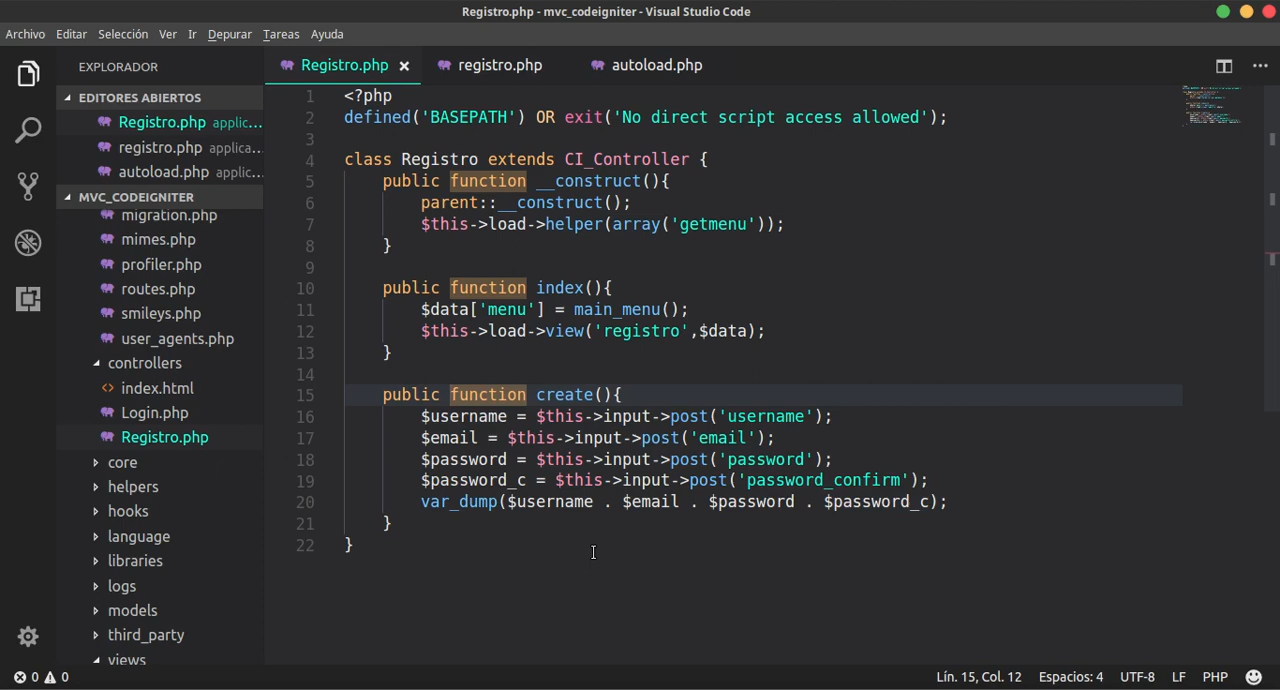 Registro.php - mvc_codeigniter - Visual Studio Code
Archivo Editar Selección Ver Ir Depurar Tareas Ayuda
EXPLORADOR
EDITORES ABIERTOS
Registro.php applic...
registro.php applica...
autoload.php applic...
MVC_CODEIGNITER
migration.php
mimes.php
profiler.php
routes.php
smileys.php
user_agents.php
controllers
index.html
Login.php
Registro.php
core
helpers
hooks
language
libraries
logs
models
third_party
views
Registro.php registro.php autoload.php
1 <?php
2 defined('BASEPATH') OR exit('No direct script access allowed');
3
4 class Registro extends CI_Controller {
5 public function __construct(){
6 parent::__construct();
7 $this->load->helper(array('getmenu'));
8 }
9
10 public function index(){
11 $data['menu'] = main_menu();
12 $this->load->view('registro',$data);
13 }
14
15 public function create(){
16 $username = $this->input->post('username');
17 $email = $this->input->post('email');
18 $password = $this->input->post('password');
19 $password_c = $this->input->post('password_confirm');
20 var_dump($username . $email . $password . $password_c);
21 }
22 }
0 0 Lín. 15, Col. 12 Espacios: 4 UTF-8 LF PHP